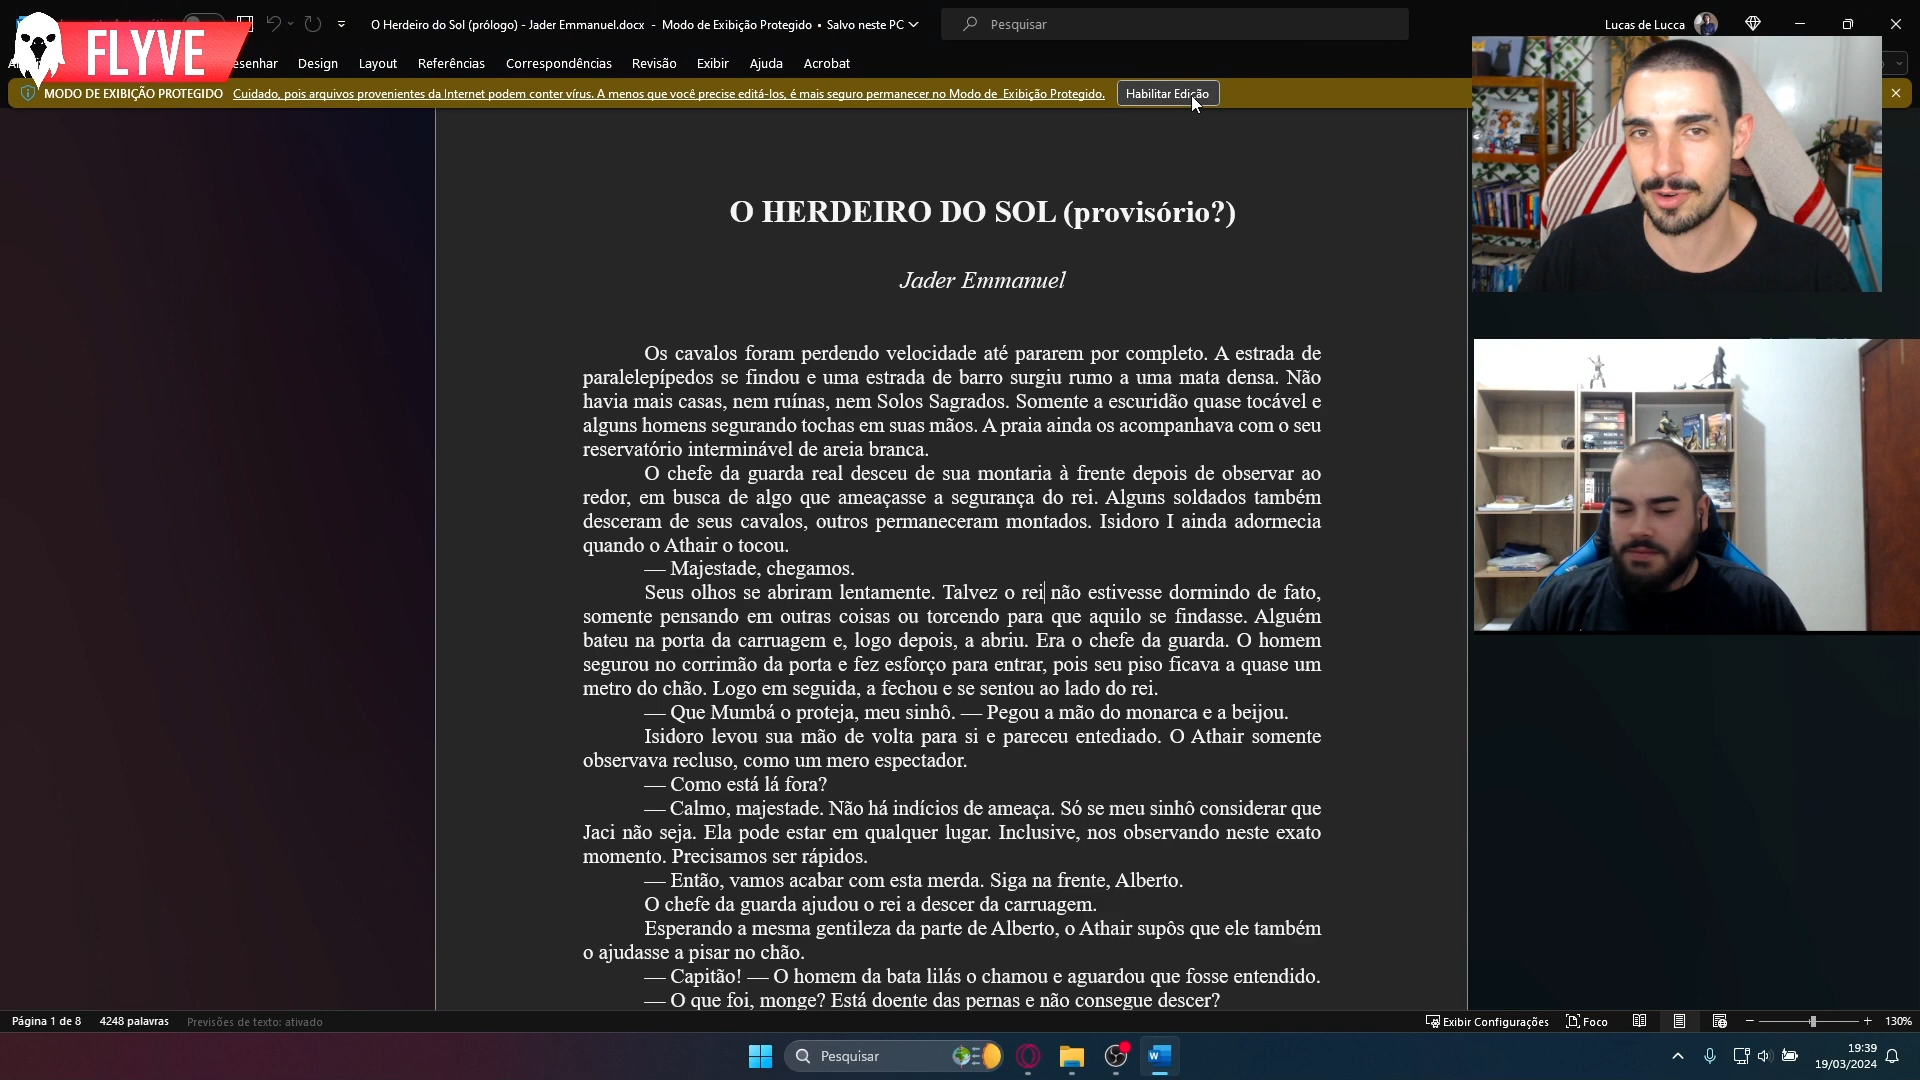 FLYVE
O Herdeiro do Sol (prólogo) - Jader Emmanuel.docx - Modo de Exibição Protegido • Salvo neste PC
Pesquisar
Lucas de Lucca
esenhar Design Layout Referências Correspondências Revisão Exibir Ajuda Acrobat
MODO DE EXIBIÇÃO PROTEGIDO Cuidado, pois arquivos provenientes da Internet podem conter vírus. A menos que você precise editá-los, é mais seguro permanecer no Modo de Exibição Protegido. Habilitar Edição
O HERDEIRO DO SOL (provisório?)
Jader Emmanuel
Os cavalos foram perdendo velocidade até pararem por completo. A estrada de
paralelepípedos se findou e uma estrada de barro surgiu rumo a uma mata densa. Não
havia mais casas, nem ruínas, nem Solos Sagrados. Somente a escuridão quase tocável e
alguns homens segurando tochas em suas mãos. A praia ainda os acompanhava com o seu
reservatório interminável de areia branca.
O chefe da guarda real desceu de sua montaria à frente depois de observar ao
redor, em busca de algo que ameaçasse a segurança do rei. Alguns soldados também
desceram de seus cavalos, outros permaneceram montados. Isidoro I ainda adormecia
quando o Athair o tocou.
— Majestade, chegamos.
Seus olhos se abriram lentamente. Talvez o rei não estivesse dormindo de fato,
somente pensando em outras coisas ou torcendo para que aquilo se findasse. Alguém
bateu na porta da carruagem e, logo depois, a abriu. Era o chefe da guarda. O homem
segurou no corrimão da porta e fez esforço para entrar, pois seu piso ficava a quase um
metro do chão. Logo em seguida, a fechou e se sentou ao lado do rei.
— Que Mumbá o proteja, meu sinhô. — Pegou a mão do monarca e a beijou.
Isidoro levou sua mão de volta para si e pareceu entediado. O Athair somente
observava recluso, como um mero espectador.
— Como está lá fora?
— Calmo, majestade. Não há indícios de ameaça. Só se meu sinhô considerar que
Jaci não seja. Ela pode estar em qualquer lugar. Inclusive, nos observando neste exato
momento. Precisamos ser rápidos.
— Então, vamos acabar com esta merda. Siga na frente, Alberto.
O chefe da guarda ajudou o rei a descer da carruagem.
Esperando a mesma gentileza da parte de Alberto, o Athair supôs que ele também
o ajudasse a pisar no chão.
— Capitão! — O homem da bata lilás o chamou e aguardou que fosse entendido.
— O que foi, monge? Está doente das pernas e não consegue descer?
Página 1 de 8 4248 palavras Previsões de texto: ativado
Exibir Configurações Foco 130%
Pesquisar
19:39
19/03/2024